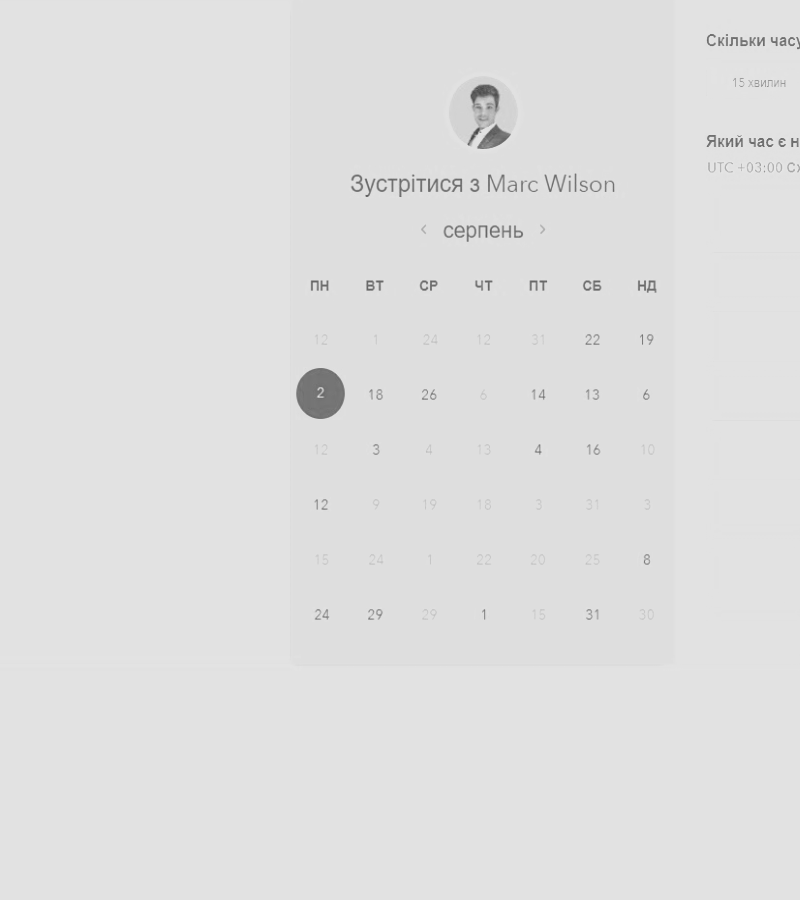 Зустрітися з Marc Wilson
‹ серпень ›
ПН ВТ СР ЧТ ПТ СБ НД
12 1 24 12 31 22 19
2 18 26 6 14 13 6
12 3 4 13 4 16 10
12 9 19 18 3 31 3
15 24 1 22 20 25 8
24 29 29 1 15 31 30
Скільки часу
15 хвилин
Який час є
UTC +03:00